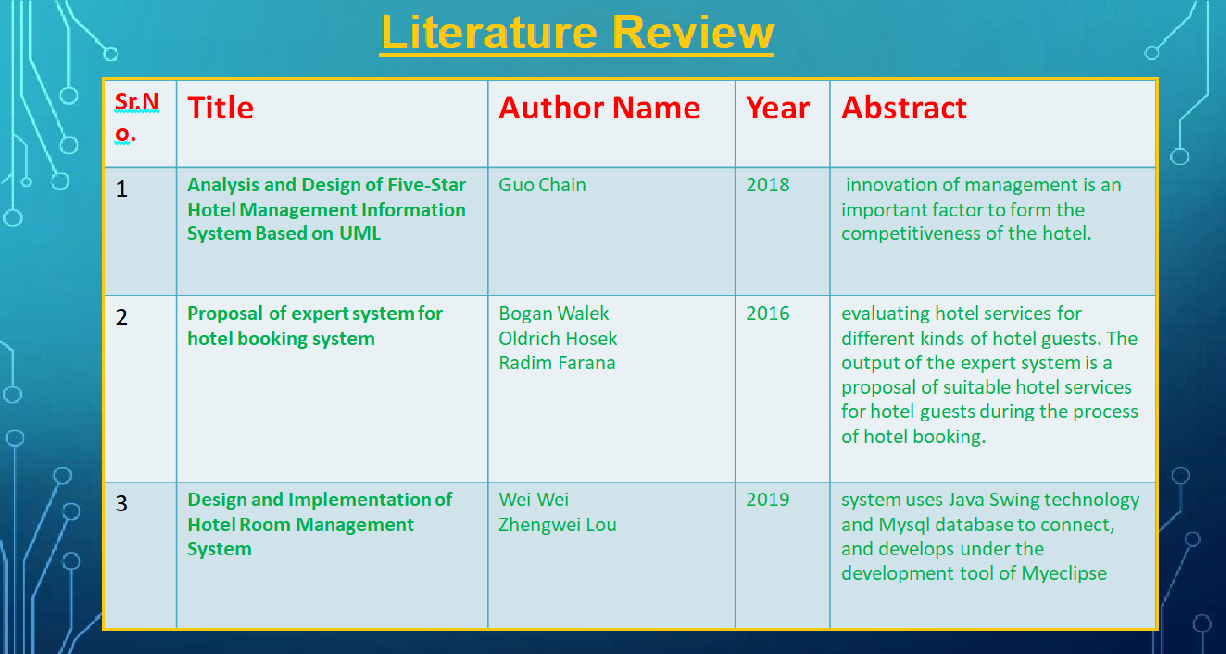 Literature Review
Sr.N
o.
Title
Author Name
Year
Abstract
1
Analysis and Design of Five-Star
Hotel Management Information
System Based on UML
Guo Chain
2018
innovation of management is an
important factor to form the
competitiveness of the hotel.
2
Proposal of expert system for
hotel booking system
Bogan Walek
Oldrich Hosek
Radim Farana
2016
evaluating hotel services for
different kinds of hotel guests. The
output of the expert system is a
proposal of suitable hotel services
for hotel guests during the process
of hotel booking.
3
Design and Implementation of
Hotel Room Management
System
Wei Wei
Zhengwei Lou
2019
system uses Java Swing technology
and Mysql database to connect,
and develops under the
development tool of Myeclipse